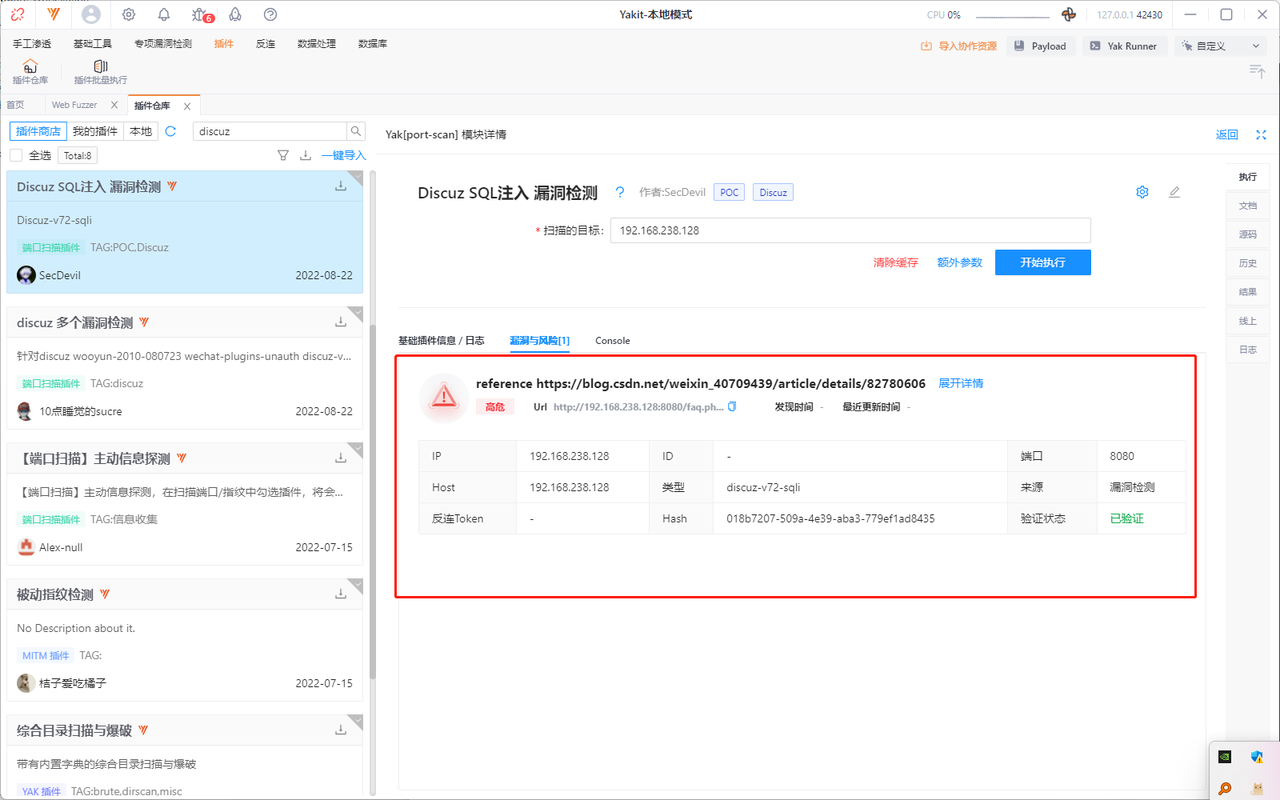 6
Yakit-本地模式
CPU 0%
127.0.0.1 42430
手工渗透 基础工具 专项漏洞检测 插件 反连 数据处理 数据库
导入协作资源 Payload Yak Runner 自定义
插件仓库 插件批量执行
首页 Web Fuzzer 插件仓库
插件商店 我的插件 本地 discuz
全选 Total:8 一键导入
Discuz SQL注入 漏洞检测
Discuz-v72-sqli
端口扫描插件 TAG:POC,Discuz
SecDevil 2022-08-22
discuz 多个漏洞检测
针对discuz wooyun-2010-080723 wechat-plugins-unauth discuz-v...
端口扫描插件 TAG:discuz
10点睡觉的sucre 2022-08-22
【端口扫描】主动信息探测
【端口扫描】主动信息探测，在扫描端口/指纹中勾选插件，将会...
端口扫描插件 TAG:信息收集
Alex-null 2022-07-15
被动指纹检测
No Description about it.
MITM 插件 TAG:
桔子爱吃橘子 2022-07-15
综合目录扫描与爆破
带有内置字典的综合目录扫描与爆破
YAK 插件 TAG:brute,dirscan,misc
Yak[port-scan] 模块详情 返回
Discuz SQL注入 漏洞检测 ? 作者:SecDevil POC Discuz
* 扫描的目标: 192.168.238.128
清除缓存 额外参数 开始执行
基础插件信息 / 日志 漏洞与风险[1] Console
reference https://blog.csdn.net/weixin_40709439/article/details/82780606 展开详情
高危 Url http://192.168.238.128:8080/faq.ph... 发现时间 - 最近更新时间 -
IP 192.168.238.128 ID - 端口 8080
Host 192.168.238.128 类型 discuz-v72-sqli 来源 漏洞检测
反连Token - Hash 018b7207-509a-4e39-aba3-779ef1ad8435 验证状态 已验证
执行
文档
源码
历史
结果
线上
日志